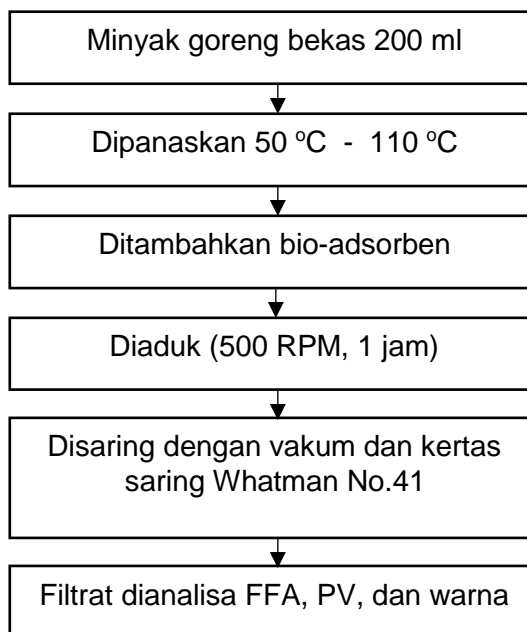 Minyak goreng bekas 200 ml
Dipanaskan 50 ºC - 110 ºC
Ditambahkan bio-adsorben
Diaduk (500 RPM, 1 jam)
Disaring dengan vakum dan kertas
saring Whatman No.41
Filtrat dianalisa FFA, PV, dan warna